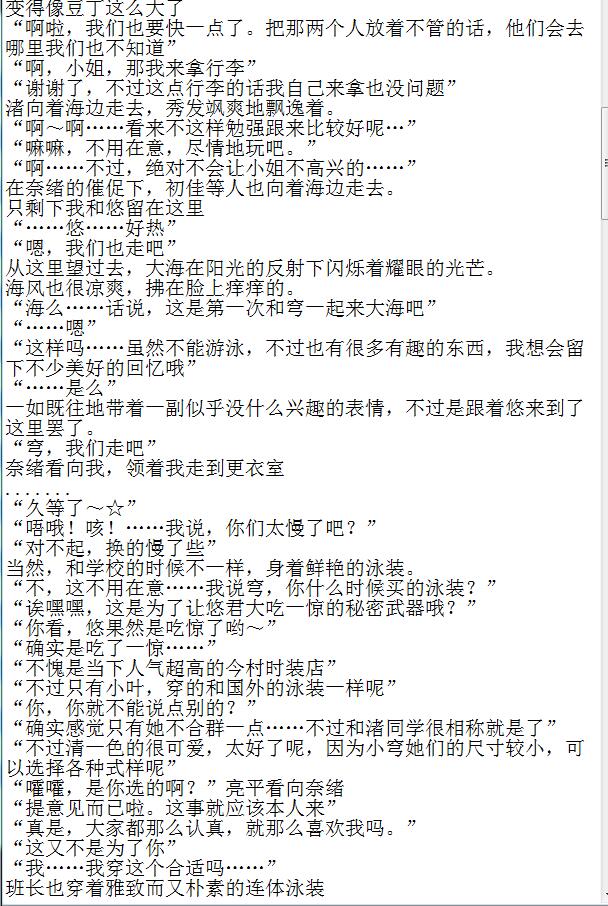 变得像豆丁这么大了
“啊啦，我们也要快一点了。把那两个人放着不管的话，他们会去
哪里我们也不知道”
“啊，小姐，那我来拿行李”
“谢谢了，不过这点行李的话我自己来拿也没问题”
渚向着海边走去，秀发飒爽地飘逸着。
“啊～啊……看来不这样勉强跟来比较好呢…”
“嘛嘛，不用在意，尽情地玩吧。”
“啊……不过，绝对不会让小姐不高兴的……”
在奈绪的催促下，初佳等人也向着海边走去。
只剩下我和悠留在这里
“……悠……好热”
“嗯，我们也走吧”
从这里望过去，大海在阳光的反射下闪烁着耀眼的光芒。
海风也很凉爽，拂在脸上痒痒的。
“海么……话说，这是第一次和穹一起来大海吧”
“……嗯”
“这样吗……虽然不能游泳，不过也有很多有趣的东西，我想会留
下不少美好的回忆哦”
“……是么”
一如既往地带着一副似乎没什么兴趣的表情，不过是跟着悠来到了
这里罢了。
“穹，我们走吧”
奈绪看向我，领着我走到更衣室
.......
“久等了～☆”
“唔哦！咳！……我说，你们太慢了吧？”
“对不起，换的慢了些”
当然，和学校的时候不一样，身着鲜艳的泳装。
“不，这不用在意……我说穹，你什么时候买的泳装？”
“诶嘿嘿，这是为了让悠君大吃一惊的秘密武器哦？”
“你看，悠果然是吃惊了哟～”
“确实是吃了一惊……”
“不愧是当下人气超高的今村时装店”
“不过只有小叶，穿的和国外的泳装一样呢”
“你，你就不能说点别的？”
“确实感觉只有她不合群一点……不过和渚同学很相称就是了”
“不过清一色的很可爱，太好了呢，因为小穹她们的尺寸较小，可
以选择各种式样呢”
“嚯嚯，是你选的啊？”亮平看向奈绪
“提意见而已啦。这事就应该本人来”
“真是，大家都那么认真，就那么喜欢我吗。”
“这又不是为了你”
“我……我穿这个合适吗……”
班长也穿着雅致而又朴素的连体泳装